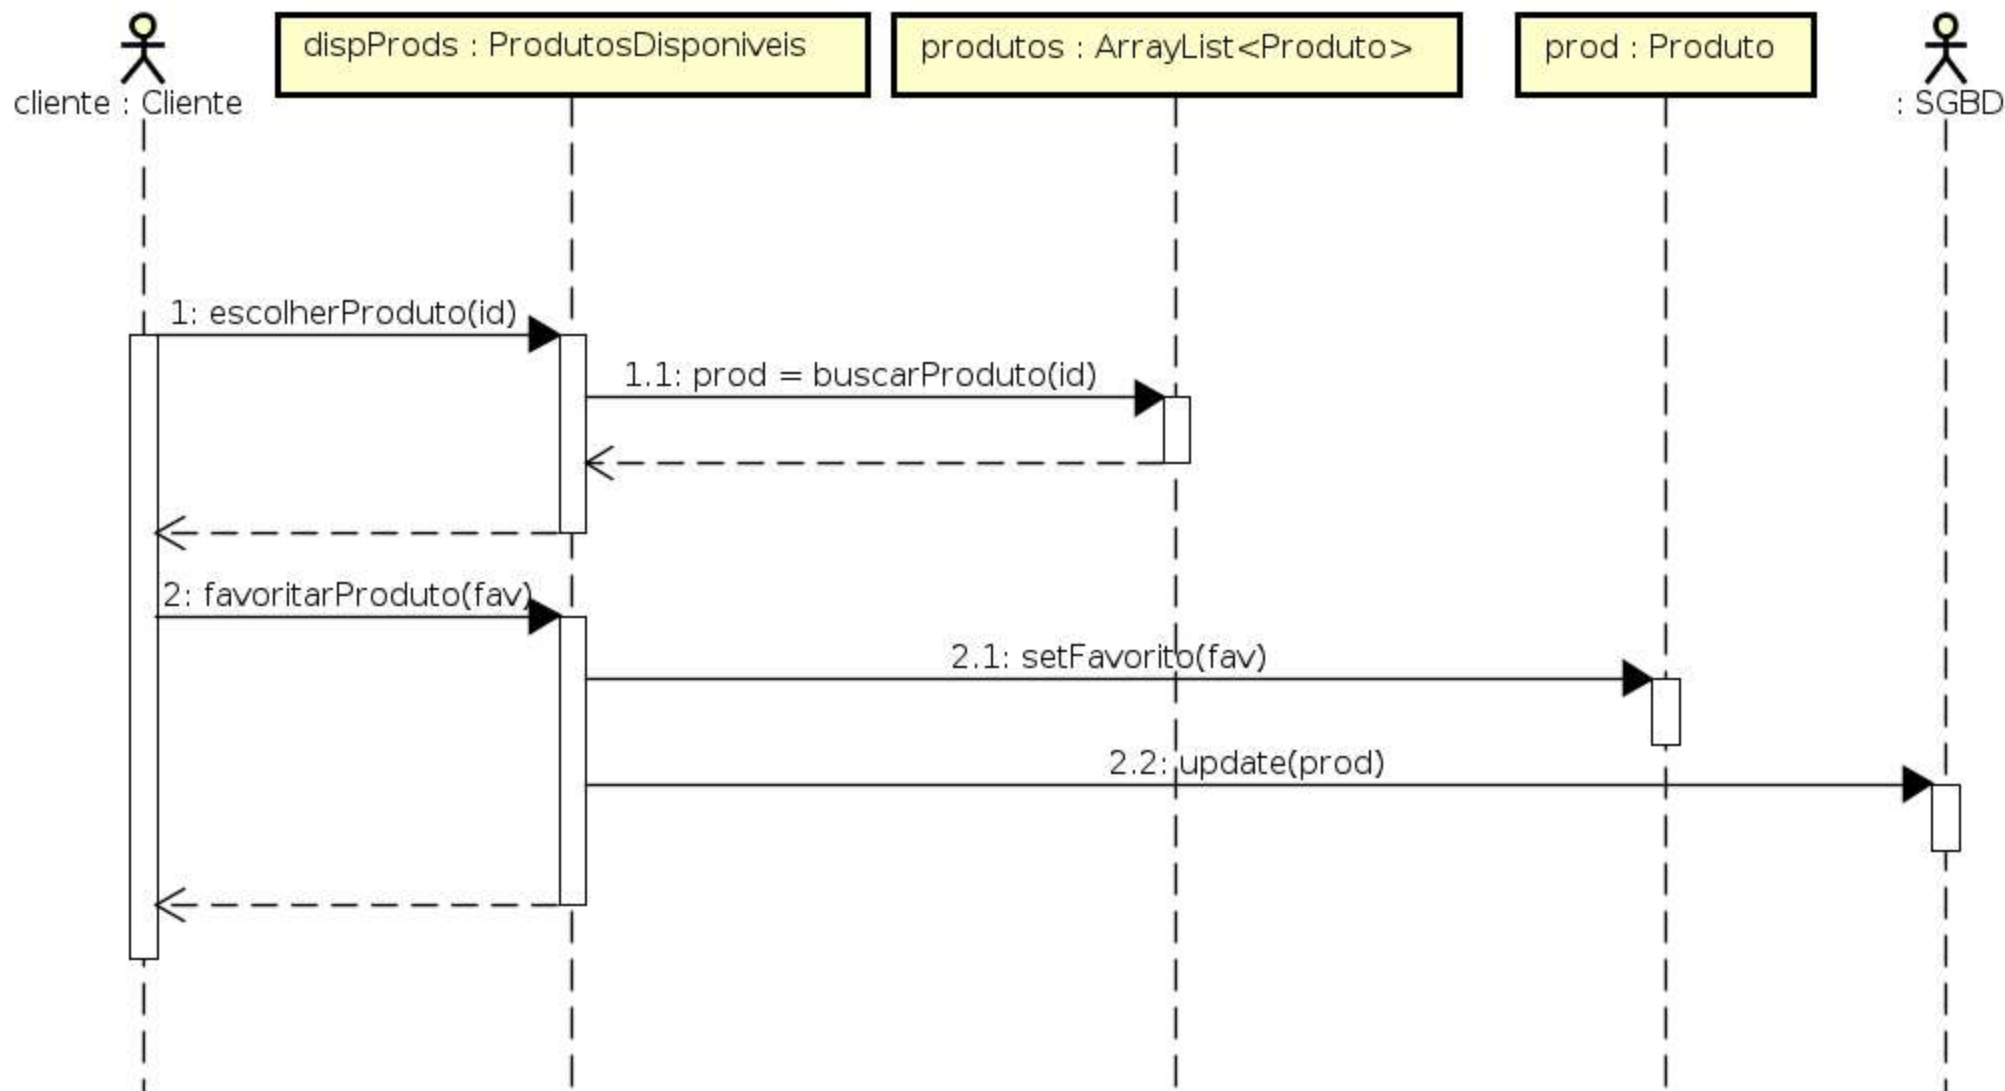 dispProds : ProdutosDisponiveis
produtos : ArrayList<Produto>
prod : Produto
cliente : Cliente
: SGBD
1: escolherProduto(id)
1.1: prod = buscarProduto(id)
2: favoritarProduto(fav)
2.1: setFavorito(fav)
2.2: update(prod)